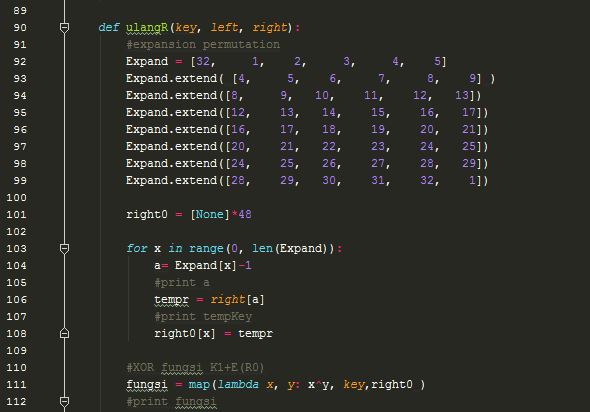 89
90 def ulangR(key, left, right):
91 #expansion permutation
92 Expand = [32, 1, 2, 3, 4, 5]
93 Expand.extend( [4, 5, 6, 7, 8, 9] )
94 Expand.extend([8, 9, 10, 11, 12, 13])
95 Expand.extend([12, 13, 14, 15, 16, 17])
96 Expand.extend([16, 17, 18, 19, 20, 21])
97 Expand.extend([20, 21, 22, 23, 24, 25])
98 Expand.extend([24, 25, 26, 27, 28, 29])
99 Expand.extend([28, 29, 30, 31, 32, 1])
100
101 right0 = [None]*48
102
103 for x in range(0, len(Expand)):
104 a= Expand[x]-1
105 #print a
106 tempr = right[a]
107 #print tempKey
108 right0[x] = tempr
109
110 #XOR fungsi K1+E(R0)
111 fungsi = map(lambda x, y: x^y, key,right0 )
112 #print fungsi